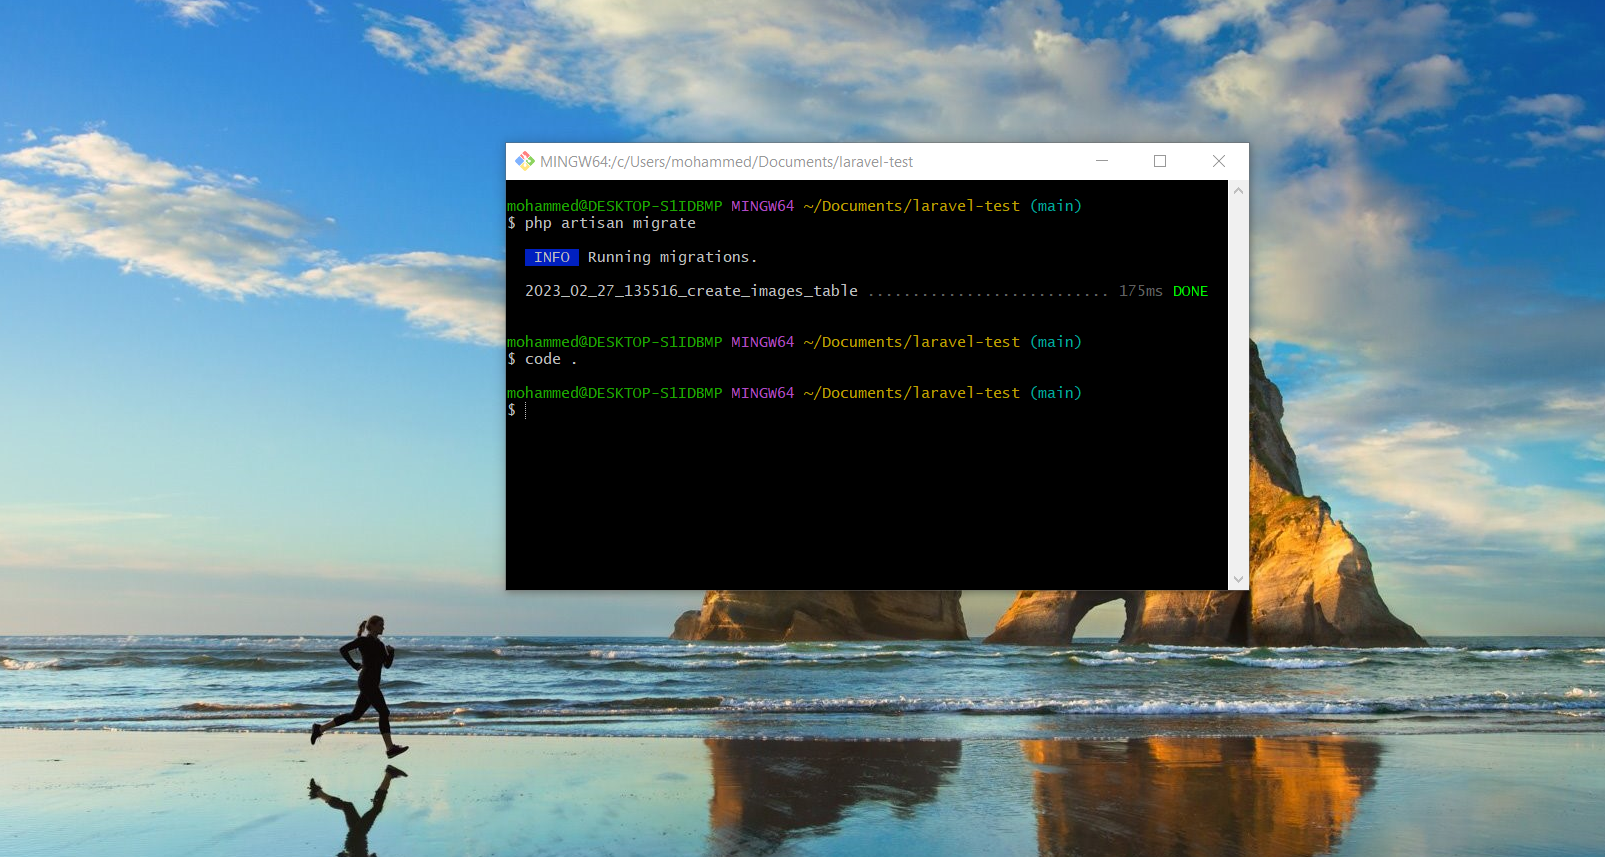 MINGW64:/c/Users/mohammed/Documents/laravel-test
mohammed@DESKTOP-S1IDBMP MINGW64 ~/Documents/laravel-test (main)
$ php artisan migrate
INFO Running migrations.
2023_02_27_135516_create_images_table ........................... 175ms DONE
mohammed@DESKTOP-S1IDBMP MINGW64 ~/Documents/laravel-test (main)
$ code .
mohammed@DESKTOP-S1IDBMP MINGW64 ~/Documents/laravel-test (main)
$